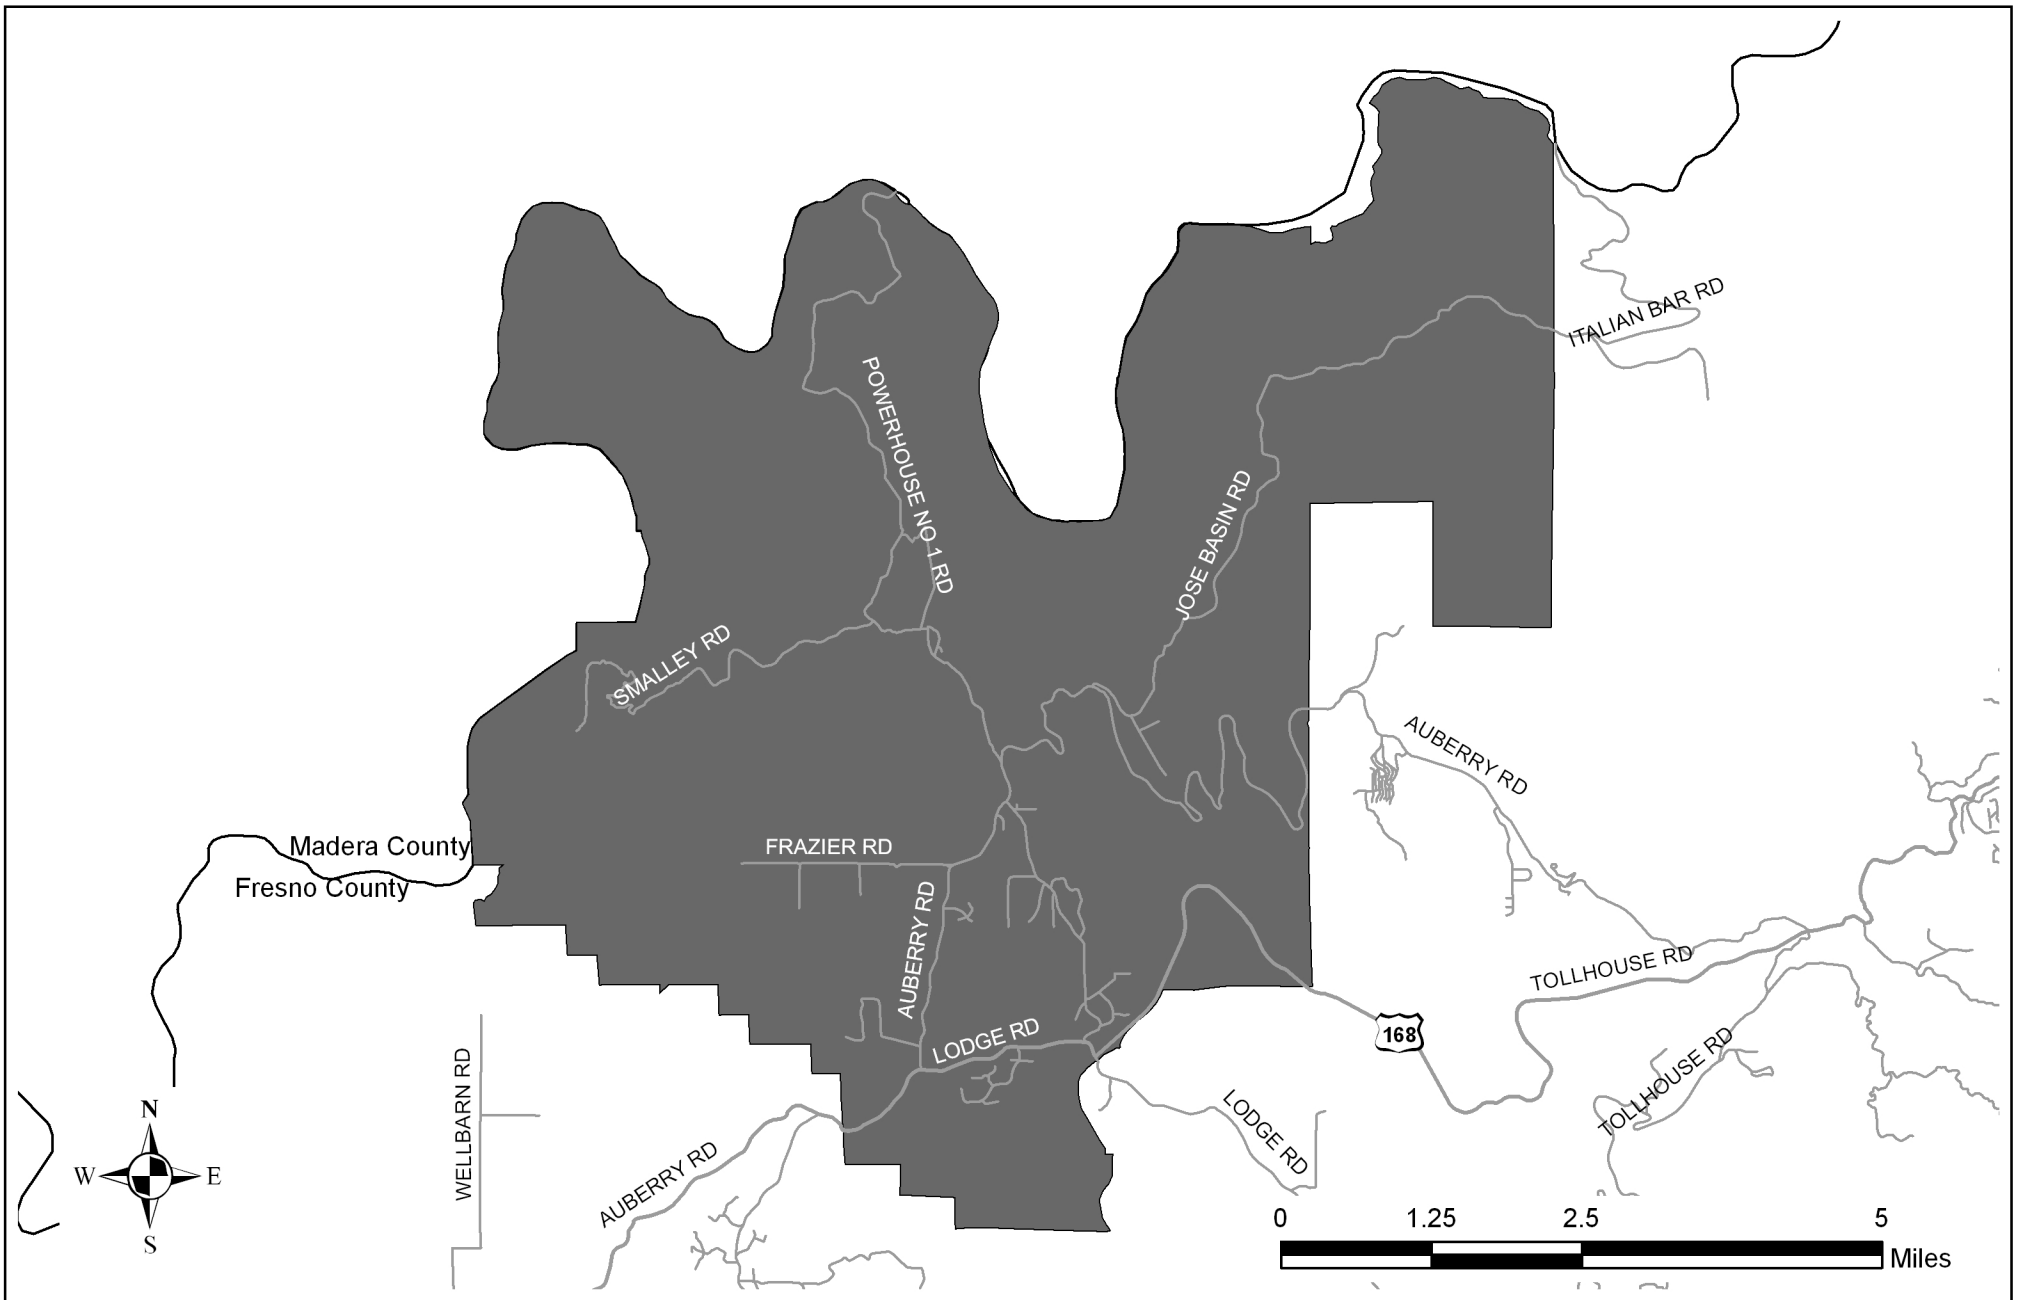 ITALIAN BAR RD
POWERHOUSE NO 1 RD
JOSE BASIN RD
SMALLEY RD
AUBERRY RD
Madera County
FRAZIER RD
Fresno County
AUBERRY RD
TOLLHOUSE RD
LODGE RD
168
WELLBARN RD
TOLLHOUSE RD
LODGE RD
AUBERRY RD
N
W E
S
0 1.25 2.5 5
Miles